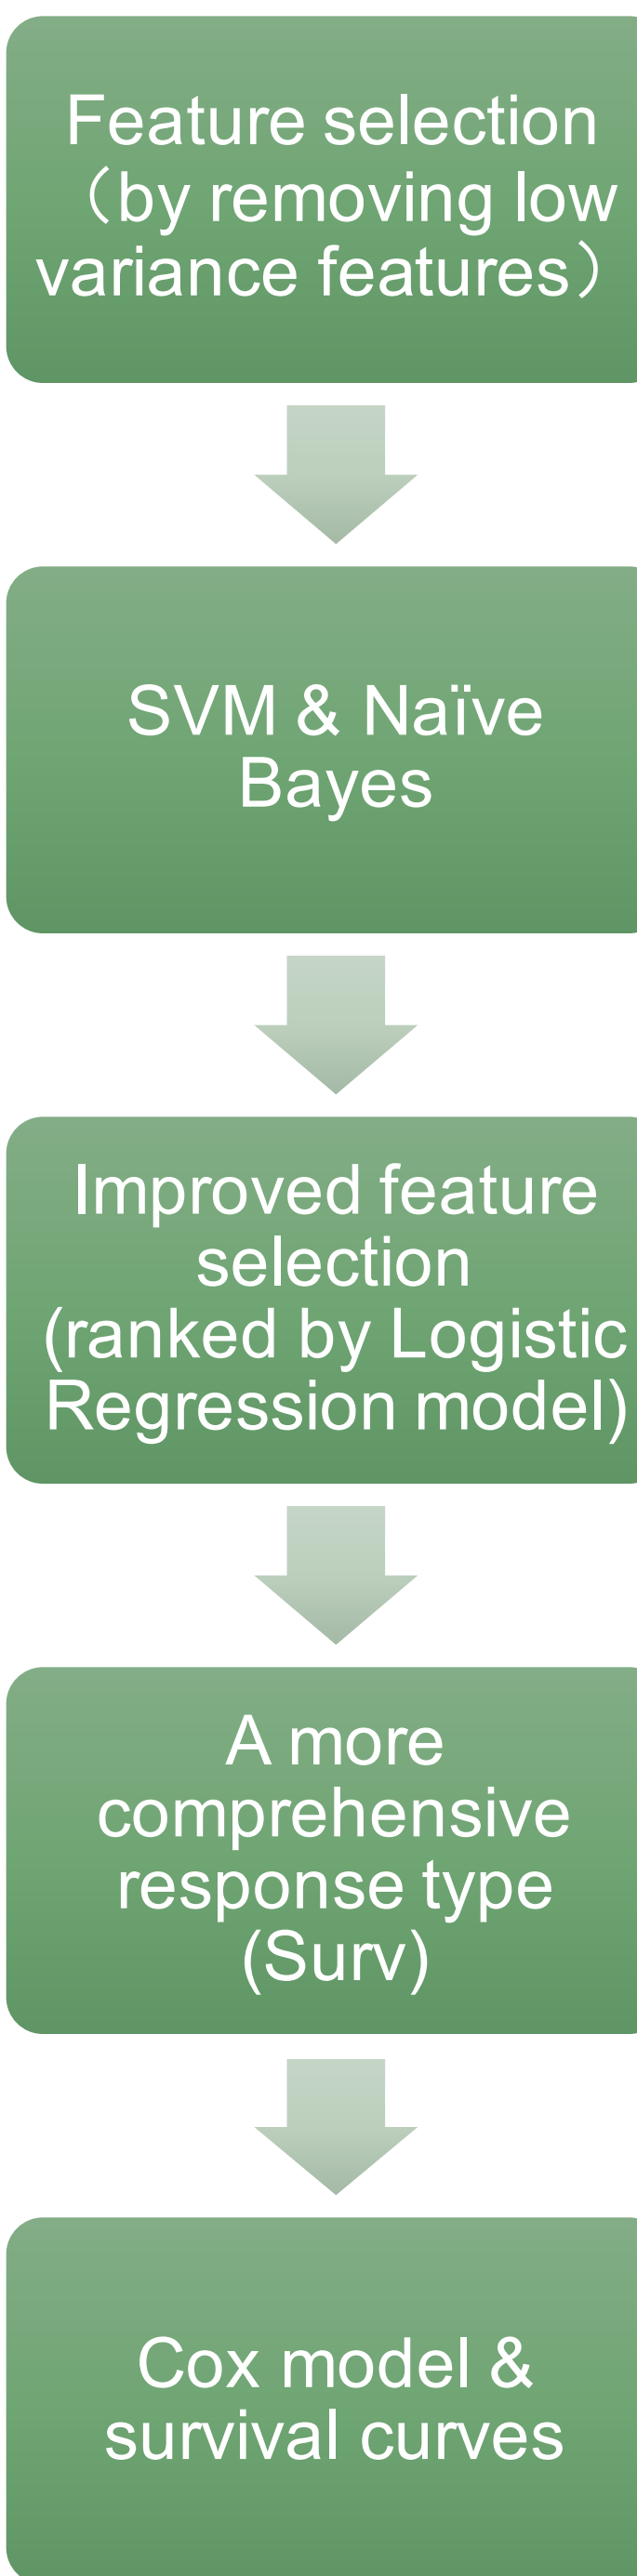 Feature selection
（by removing low
variance features）
SVM & Naïve
Bayes
Improved feature
selection
(ranked by Logistic
Regression model)
A more
comprehensive
response type
(Surv)
Cox model &
survival curves